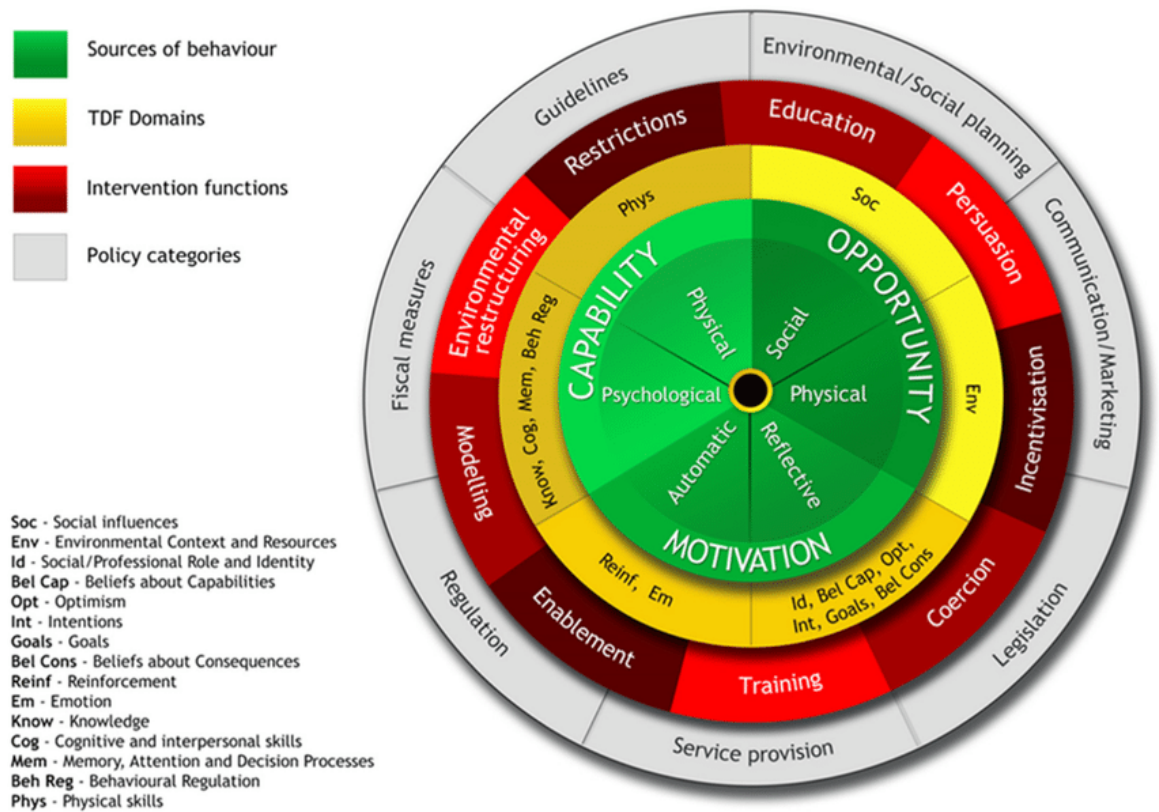 Sources of behaviour
TDF Domains
Intervention functions
Policy categories
Guidelines
Environmental/Social planning
Communication/Marketing
Legislation
Service provision
Regulation
Fiscal measures
Restrictions
Education
Persuasion
Incentivisation
Coercion
Training
Enablement
Modelling
Environmental
restructuring
Phys
Soc
Env
Id, Bel Cap, Opt,
Int, Goals, Bel Cons
Reinf, Em
Know, Cog, Mem, Beh Reg
CAPABILITY
OPPORTUNITY
MOTIVATION
Physical
Social
Physical
Reflective
Automatic
Psychological
Soc - Social influences
Env - Environmental Context and Resources
Id - Social/Professional Role and Identity
Bel Cap - Beliefs about Capabilities
Opt - Optimism
Int - Intentions
Goals - Goals
Bel Cons - Beliefs about Consequences
Reinf - Reinforcement
Em - Emotion
Know - Knowledge
Cog - Cognitive and interpersonal skills
Mem - Memory, Attention and Decision Processes
Beh Reg - Behavioural Regulation
Phys - Physical skills